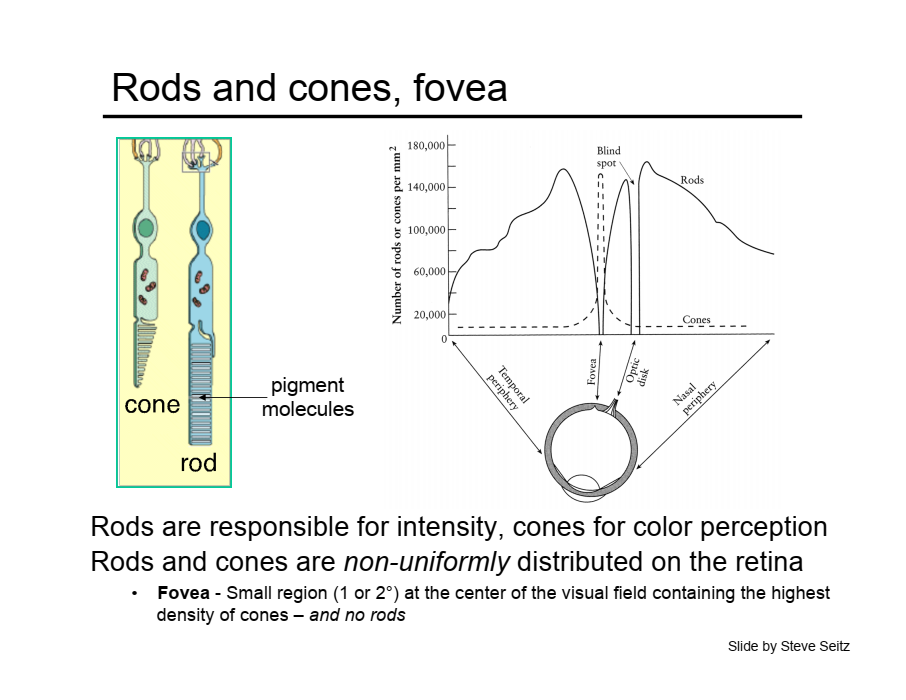 Rods and cones, fovea
cone
rod
pigment
molecules
Number of rods or cones per mm2
180,000
140,000
100,000
60,000
20,000
0
Blind
spot
Rods
Cones
Temporal
periphery
Fovea
Optic
disk
Nasal
periphery
Rods are responsible for intensity, cones for color perception
Rods and cones are non-uniformly distributed on the retina
• Fovea - Small region (1 or 2°) at the center of the visual field containing the highest
density of cones – and no rods
Slide by Steve Seitz